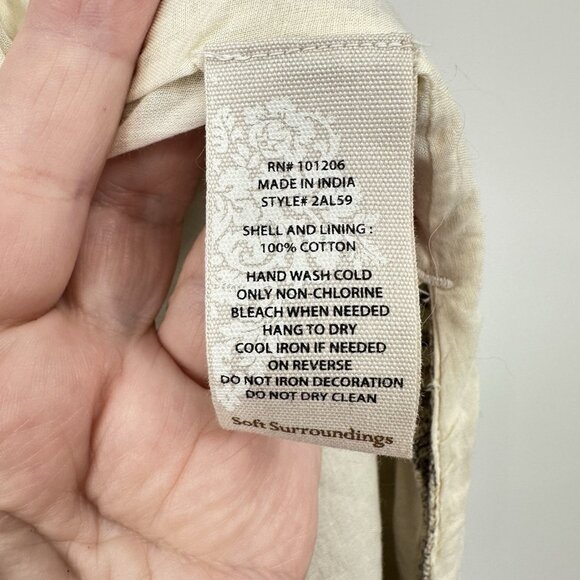 RN# 101206
MADE IN INDIA
STYLE# 2AL59
SHELL AND LINING :
100% COTTON
HAND WASH COLD
ONLY NON-CHLORINE
BLEACH WHEN NEEDED
HANG TO DRY
COOL IRON IF NEEDED
ON REVERSE
DO NOT IRON DECORATION
DO NOT DRY CLEAN
Soft Surroundings